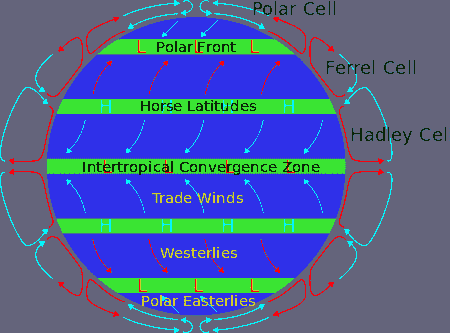 Polar Cell
Polar Front
L L L
Ferrel Cell
H Horse Latitudes H
Hadley Cel
Intertropical Convergence Zone
L L L L
Trade Winds
H H H H
Westerlies
L L L
Polar Easterlies